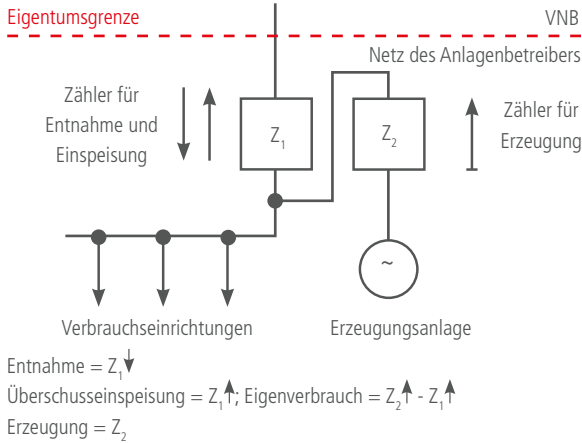 Eigentumsgrenze VNB
Netz des Anlagenbetreibers
Zähler für
Entnahme und
Einspeisung
Z₁
Z₂
Zähler für
Erzeugung
~
Verbrauchseinrichtungen Erzeugungsanlage
Entnahme = Z₁↓
Überschusseinspeisung = Z₁↑; Eigenverbrauch = Z₂↑ - Z₁↑
Erzeugung = Z₂